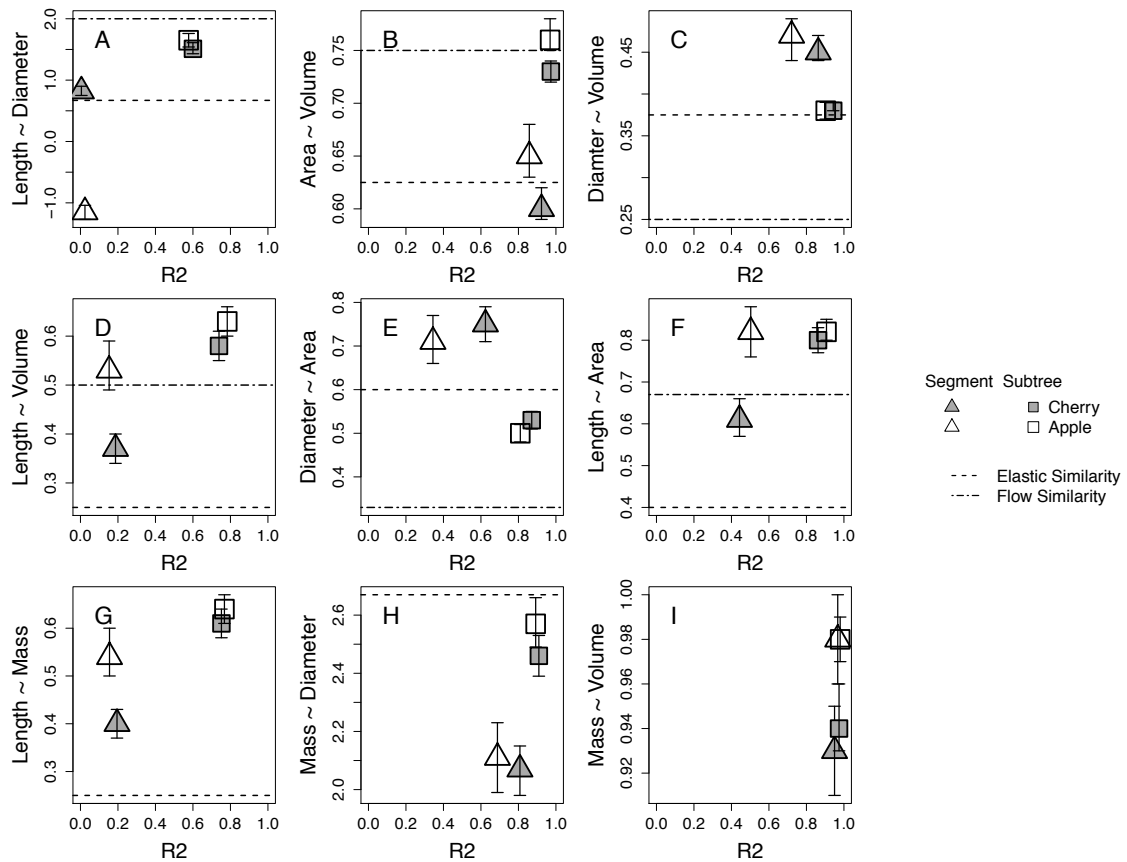 A
Length ~ Diameter
2.0
1.0
0.0
−1.0
0.0 0.2 0.4 0.6 0.8 1.0
R2
B
Area ~ Volume
0.75
0.65
0.60
0.0 0.2 0.4 0.6 0.8 1.0
R2
C
Diamter ~ Volume
0.45
0.35
0.25
0.0 0.2 0.4 0.6 0.8 1.0
R2
D
Length ~ Volume
0.6
0.5
0.4
0.3
0.0 0.2 0.4 0.6 0.8 1.0
R2
E
Diameter ~ Area
0.8
0.6
0.5
0.4
0.0 0.2 0.4 0.6 0.8 1.0
R2
F
Length ~ Area
0.8
0.7
0.6
0.5
0.4
0.0 0.2 0.4 0.6 0.8 1.0
R2
Segment Subtree
Cherry
Apple
Elastic Similarity
Flow Similarity
G
Length ~ Mass
0.6
0.5
0.4
0.3
0.0 0.2 0.4 0.6 0.8 1.0
R2
H
Mass ~ Diameter
2.6
2.4
2.2
2.0
0.0 0.2 0.4 0.6 0.8 1.0
R2
I
Mass ~ Volume
1.00
0.98
0.96
0.94
0.92
0.0 0.2 0.4 0.6 0.8 1.0
R2